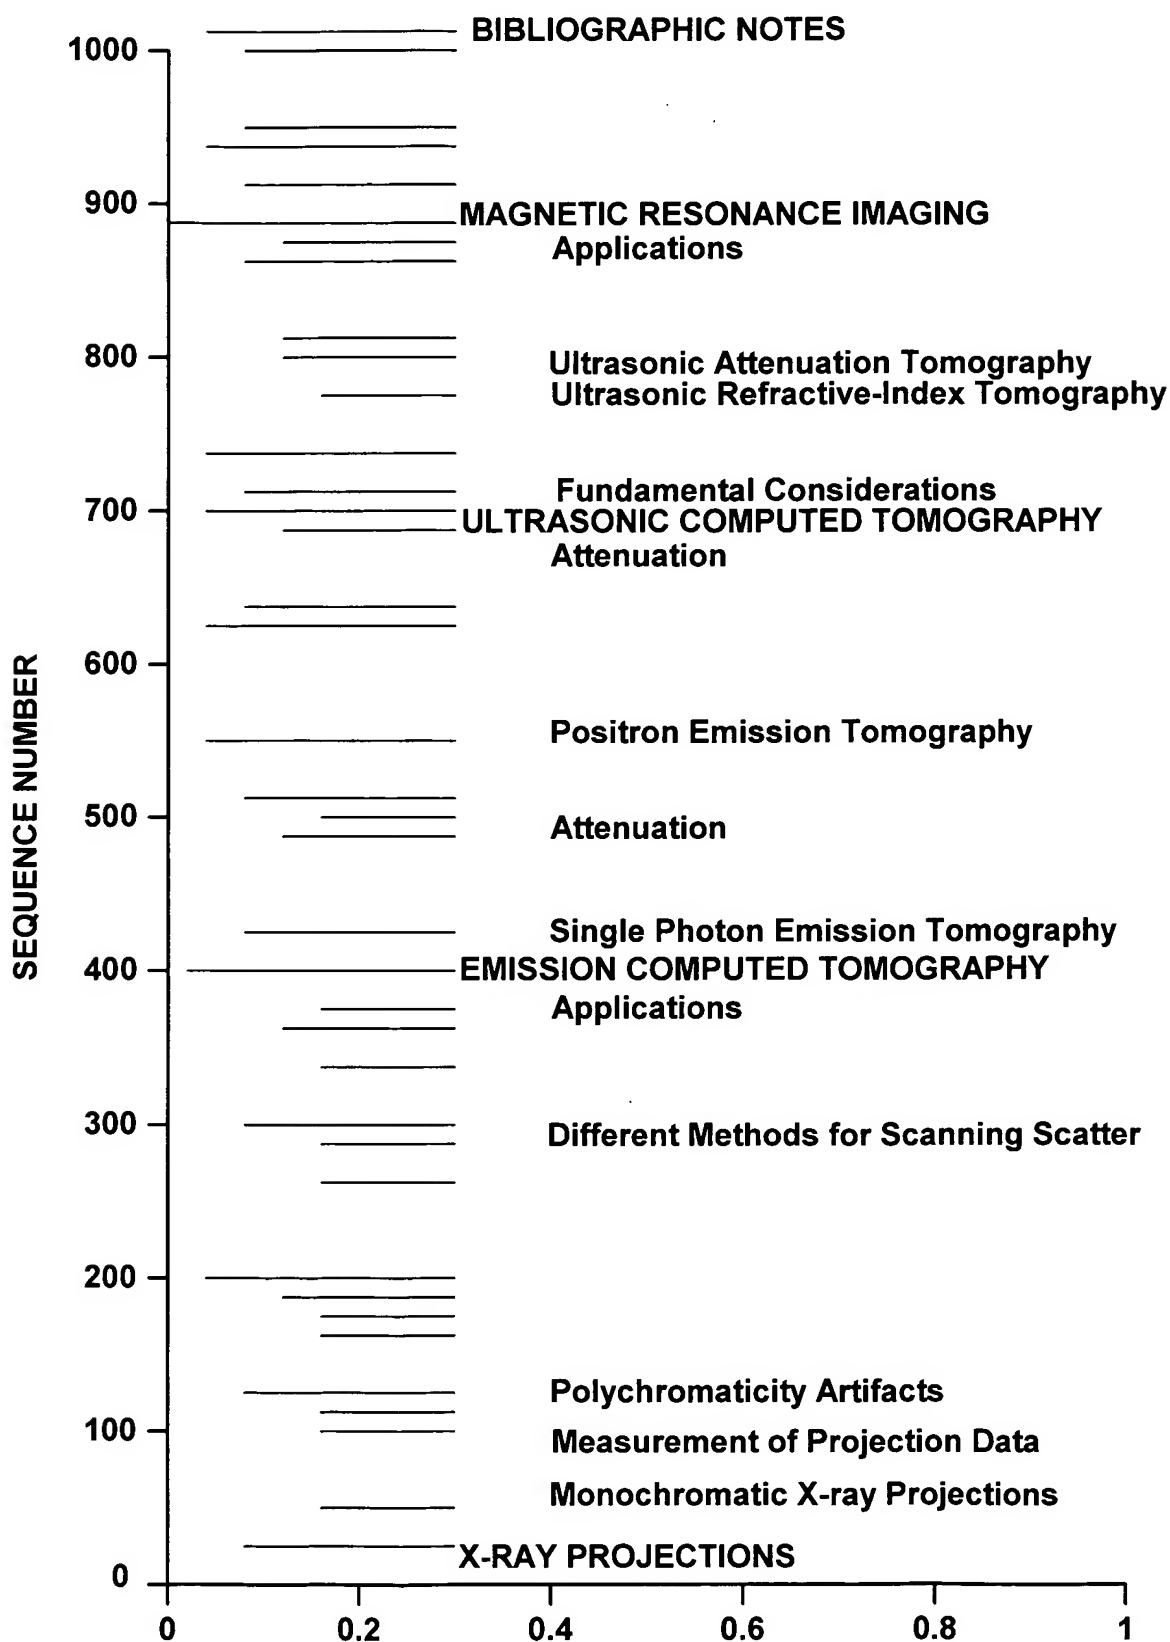 BIBLIOGRAPHIC NOTES
1000
900
MAGNETIC RESONANCE IMAGING
Applications
800
Ultrasonic Attenuation Tomography
Ultrasonic Refractive-Index Tomography
Fundamental Considerations
700
ULTRASONIC COMPUTED TOMOGRAPHY
Attenuation
600
SEQUENCE NUMBER
Positron Emission Tomography
500
Attenuation
Single Photon Emission Tomography
400
EMISSION COMPUTED TOMOGRAPHY
Applications
300
Different Methods for Scanning Scatter
200
Polychromaticity Artifacts
100
Measurement of Projection Data
Monochromatic X-ray Projections
X-RAY PROJECTIONS
0
0 0.2 0.4 0.6 0.8 1